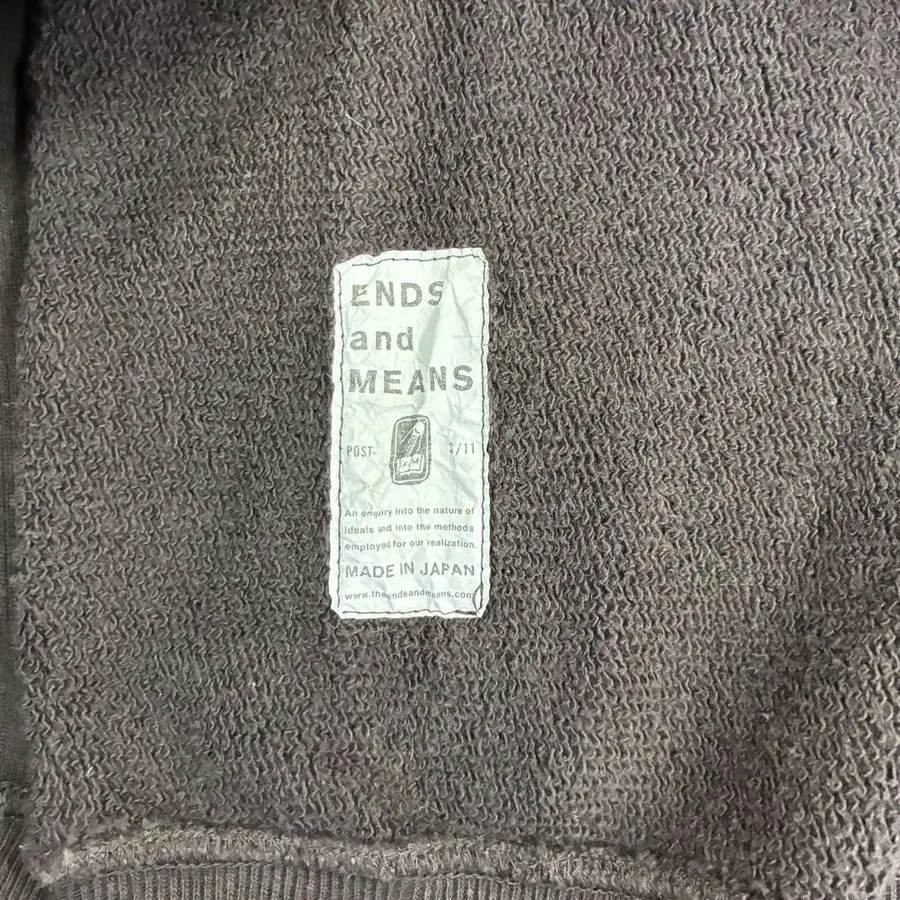 ENDS
and
MEANS
POST- 3/11
An enquiry into the nature of
ideals and into the methods
employed for our realization.
MADE IN JAPAN
www.theendsandmeans.com